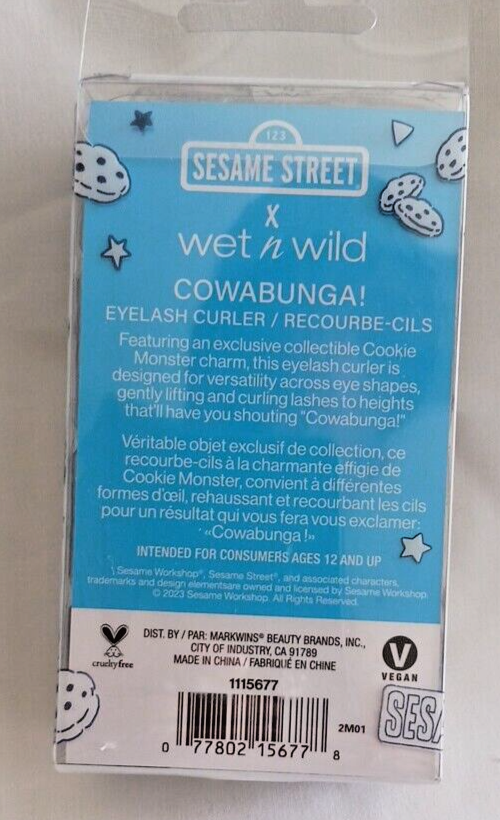 123
SESAME STREET
X
wet n wild
COWABUNGA!
EYELASH CURLER / RECOURBE-CILS
Featuring an exclusive collectible Cookie
Monster charm, this eyelash curler is
designed for versatility across eye shapes,
gently lifting and curling lashes to heights
that'll have you shouting "Cowabunga!"
Véritable objet exclusif de collection, ce
recourbe-cils à la charmante effigie de
Cookie Monster, convient à différentes
formes d'œil, rehaussant et recourbant les cils
pour un résultat qui vous fera vous exclamer:
«Cowabunga !»
INTENDED FOR CONSUMERS AGES 12 AND UP
Sesame Workshop®, Sesame Street®, and associated characters,
trademarks and design elementsare owned and licensed by Sesame Workshop.
© 2023 Sesame Workshop. All Rights Reserved.
crueltyfree
DIST. BY / PAR: MARKWINS® BEAUTY BRANDS, INC.,
CITY OF INDUSTRY, CA 91789
MADE IN CHINA / FABRIQUÉ EN CHINE
V
VEGAN
1115677
2M01
SESA
0 77802 15677 8